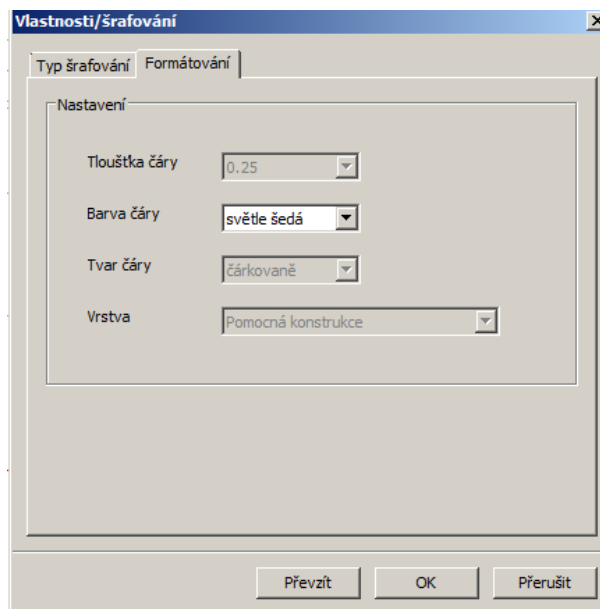 Vlastnosti/šrafování
Typ šrafování Formátování
Nastavení
Tloušťka čáry 0.25
Barva čáry světle šedá
Tvar čáry čárkovaně
Vrstva Pomocná konstrukce
Převzít OK Přerušit